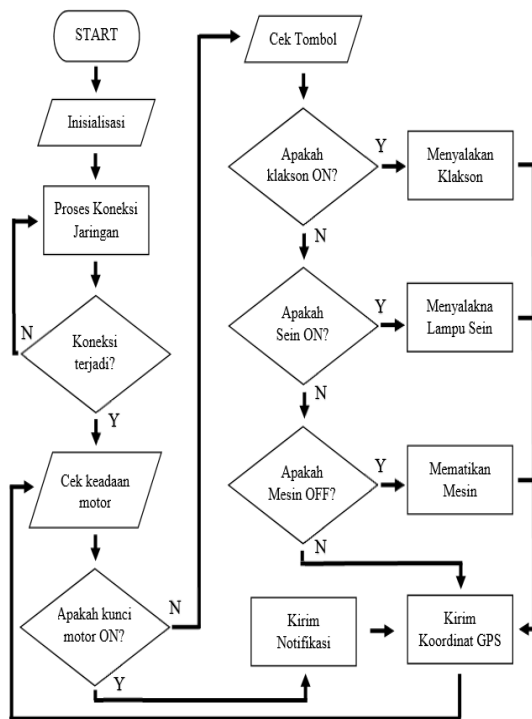 START
Inisialisasi
Proses Koneksi
Jaringan
N
Koneksi
terjadi?
Y
Cek keadaan
motor
Apakah kunci
motor ON?
N
Y
Cek Tombol
Apakah
klakson ON?
Y
Menyalakan
Klakson
N
Apakah
Sein ON?
Y
Menyalakna
Lampu Sein
N
Apakah
Mesin OFF?
Y
Mematikan
Mesin
N
Kirim
Notifikasi
Kirim
Koordinat GPS